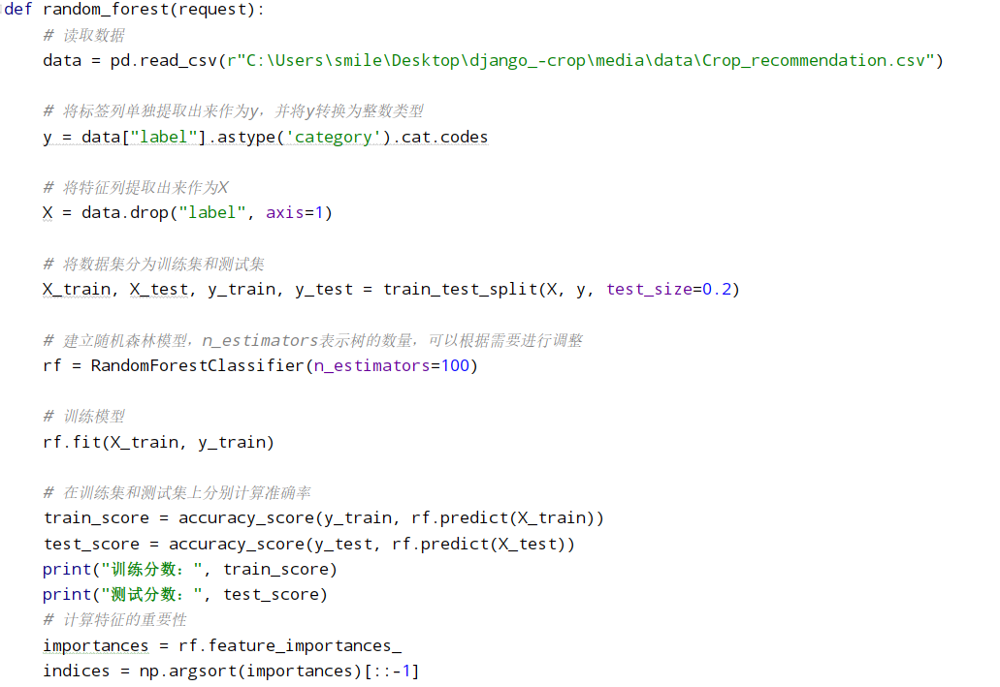 def random_forest(request):
# 读取数据
data = pd.read_csv(r"C:\Users\smile\Desktop\django_-crop\media\data\Crop_recommendation.csv")
# 将标签列单独提取出来作为y，并将y转换为整数类型
y = data["label"].astype('category').cat.codes
# 将特征列提取出来作为X
X = data.drop("label", axis=1)
# 将数据集分为训练集和测试集
X_train, X_test, y_train, y_test = train_test_split(X, y, test_size=0.2)
# 建立随机森林模型，n_estimators表示树的数量，可以根据需要进行调整
rf = RandomForestClassifier(n_estimators=100)
# 训练模型
rf.fit(X_train, y_train)
# 在训练集和测试集上分别计算准确率
train_score = accuracy_score(y_train, rf.predict(X_train))
test_score = accuracy_score(y_test, rf.predict(X_test))
print("训练分数：", train_score)
print("测试分数：", test_score)
# 计算特征的重要性
importances = rf.feature_importances_
indices = np.argsort(importances)[::-1]